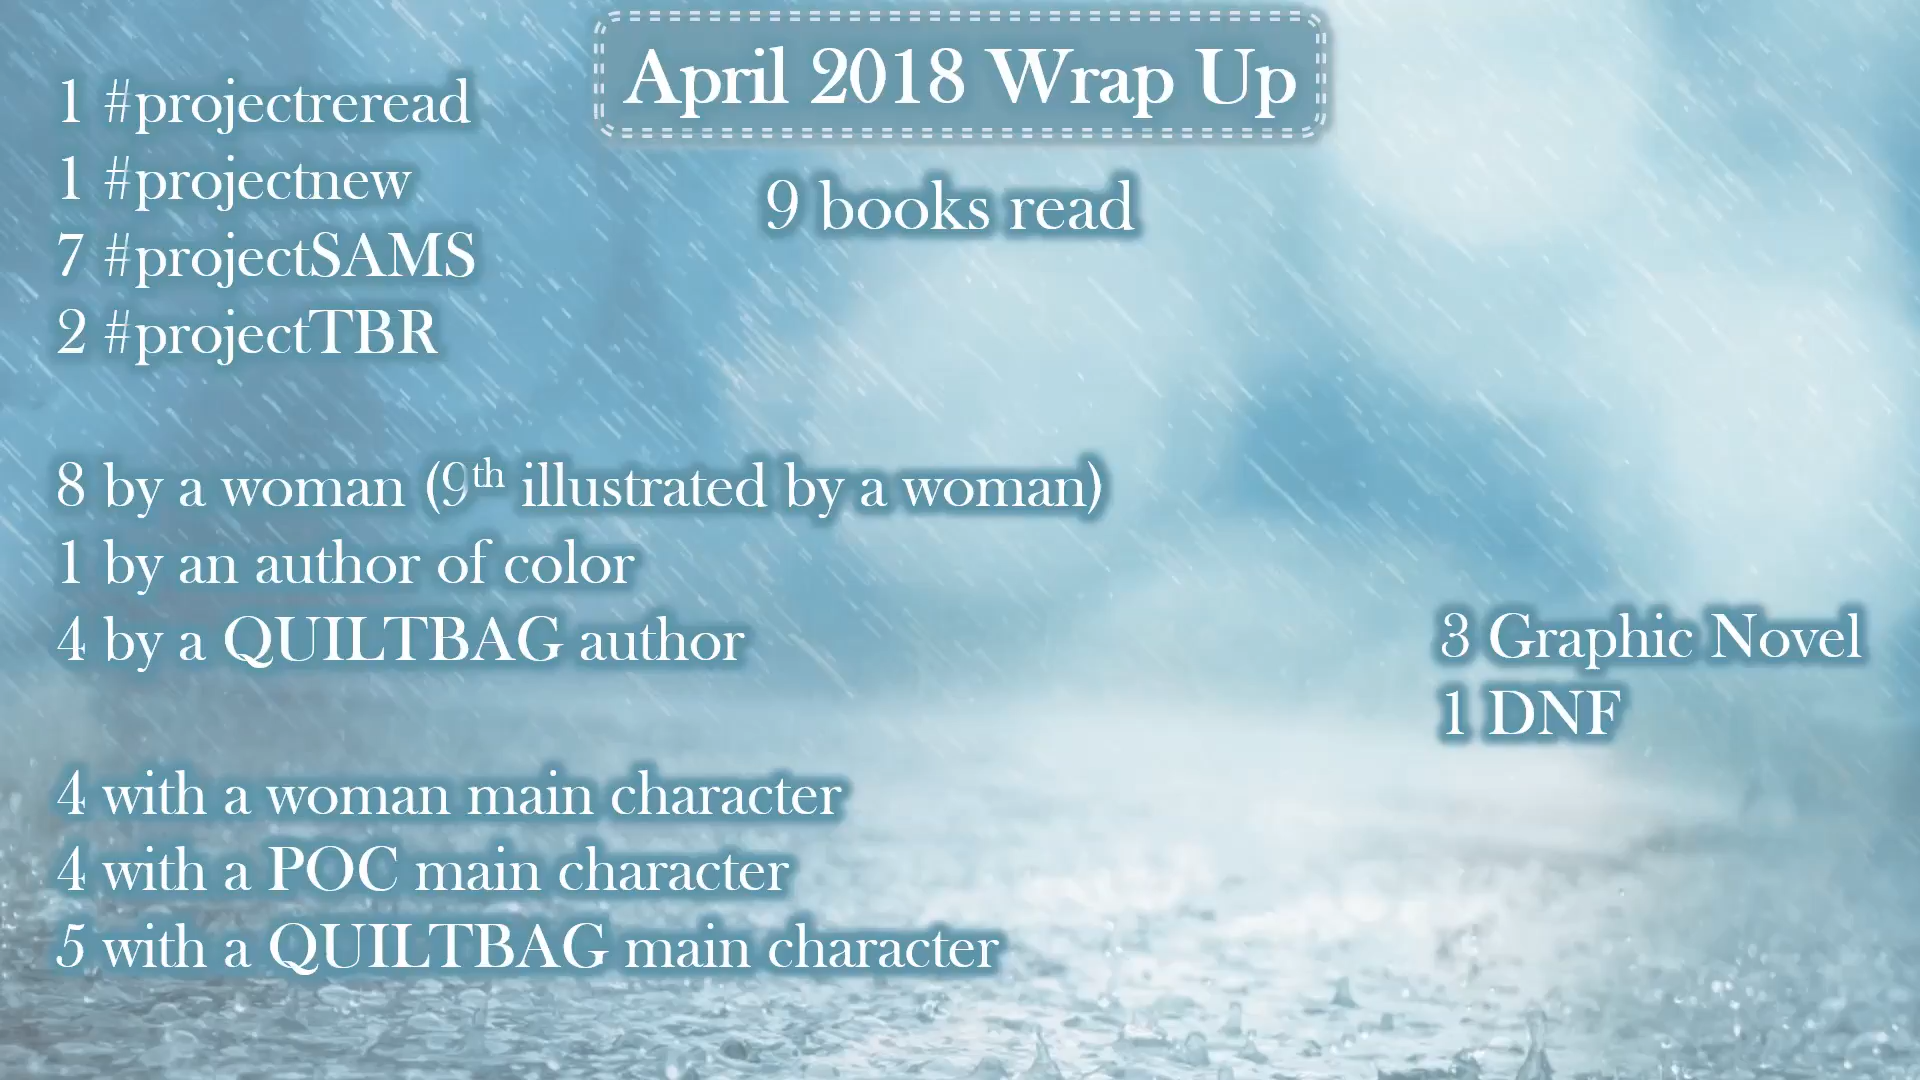 April 2018 Wrap Up
9 books read
1 #projectreread
1 #projectnew
7 #projectSAMS
2 #projectTBR
8 by a woman (9th illustrated by a woman)
1 by an author of color
4 by a QUILTBAG author
4 with a woman main character
4 with a POC main character
5 with a QUILTBAG main character
3 Graphic Novel
1 DNF